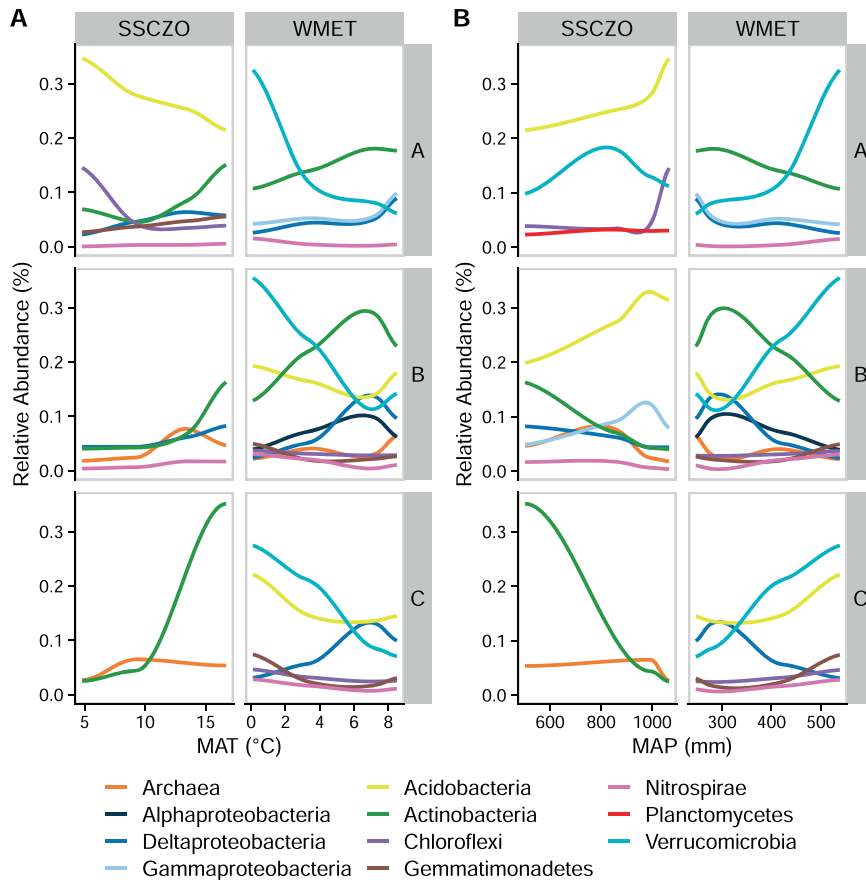 A
B
SSCZO WMET SSCZO WMET
0.3 0.3
0.2 A 0.2 A
0.1 0.1
0.0 0.0
Relative Abundance (%) Relative Abundance (%)
0.3 0.3
0.2 B 0.2 B
0.1 0.1
0.0 0.0
0.3 0.3
0.2 C 0.2 C
0.1 0.1
0.0 0.0
5 10 15 0 2 4 6 8 600 800 1000 300 400 500
MAT (°C) MAP (mm)
Archaea Acidobacteria Nitrospirae
Alphaproteobacteria Actinobacteria Planctomycetes
Deltaproteobacteria Chloroflexi Verrucomicrobia
Gammaproteobacteria Gemmatimonadetes